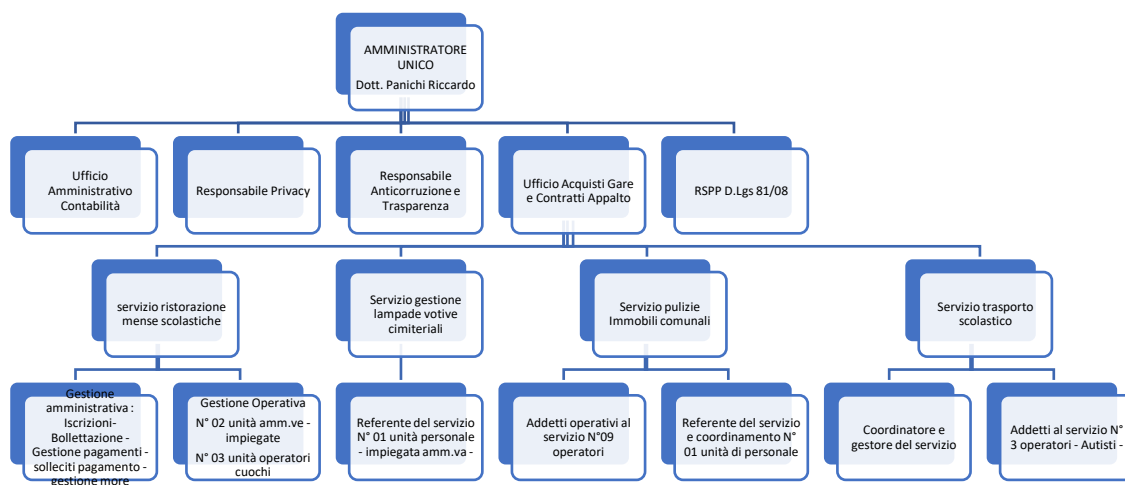 AMMINISTRATORE
UNICO
Dott. Panichi Riccardo
Ufficio
Amministrativo
Contabilità
Responsabile Privacy
Responsabile
Anticorruzione e
Trasparenza
Ufficio Acquisti Gare
e Contratti Appalto
RSPP D.Lgs 81/08
servizio ristorazione
mense scolastiche
Servizio gestione
lampade votive
cimiteriali
Servizio pulizie
Immobili comunali
Servizio trasporto
scolastico
Gestione
amministrativa :
Iscrizioni-
Bollettazione -
Gestione pagamenti -
solleciti pagamento -
gestione more
Gestione Operativa
N° 02 unità amm.ve -
impiegate
N° 03 unità operatori
cuochi
Referente del servizio
N° 01 unità personale
- impiegata amm.va -
Addetti operativi al
servizio N°09
operatori
Referente del servizio
e coordinamento N°
01 unità di personale
Coordinatore e
gestore del servizio
Addetti al servizio N°
3 operatori - Autisti -